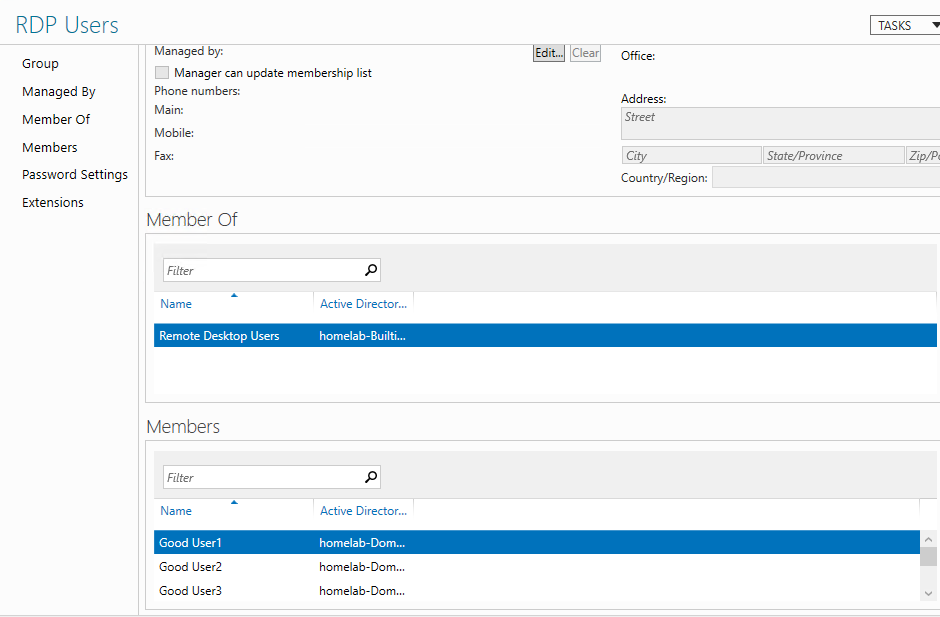 RDP Users
TASKS
Group
Managed By
Member Of
Members
Password Settings
Extensions
Managed by:
Edit...
Clear
Manager can update membership list
Phone numbers:
Main:
Mobile:
Fax:
Office:
Address:
Street
City
State/Province
Zip/Po
Country/Region:
Member Of
Filter
Name Active Director...
Remote Desktop Users homelab-Builti...
Members
Filter
Name Active Director...
Good User1 homelab-Dom...
Good User2 homelab-Dom...
Good User3 homelab-Dom...